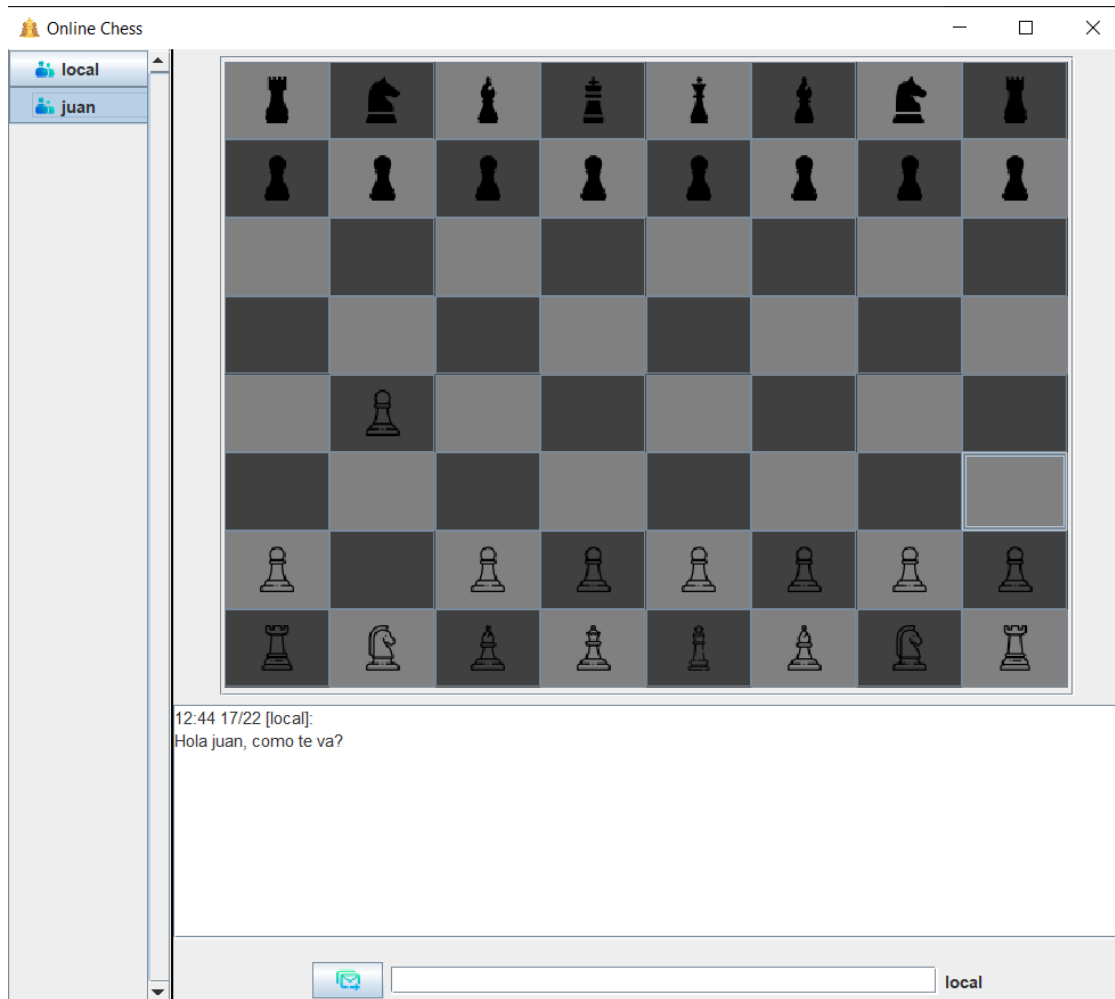 Online Chess
local
juan
12:44 17/22 [local]:
Hola juan, como te va?
local